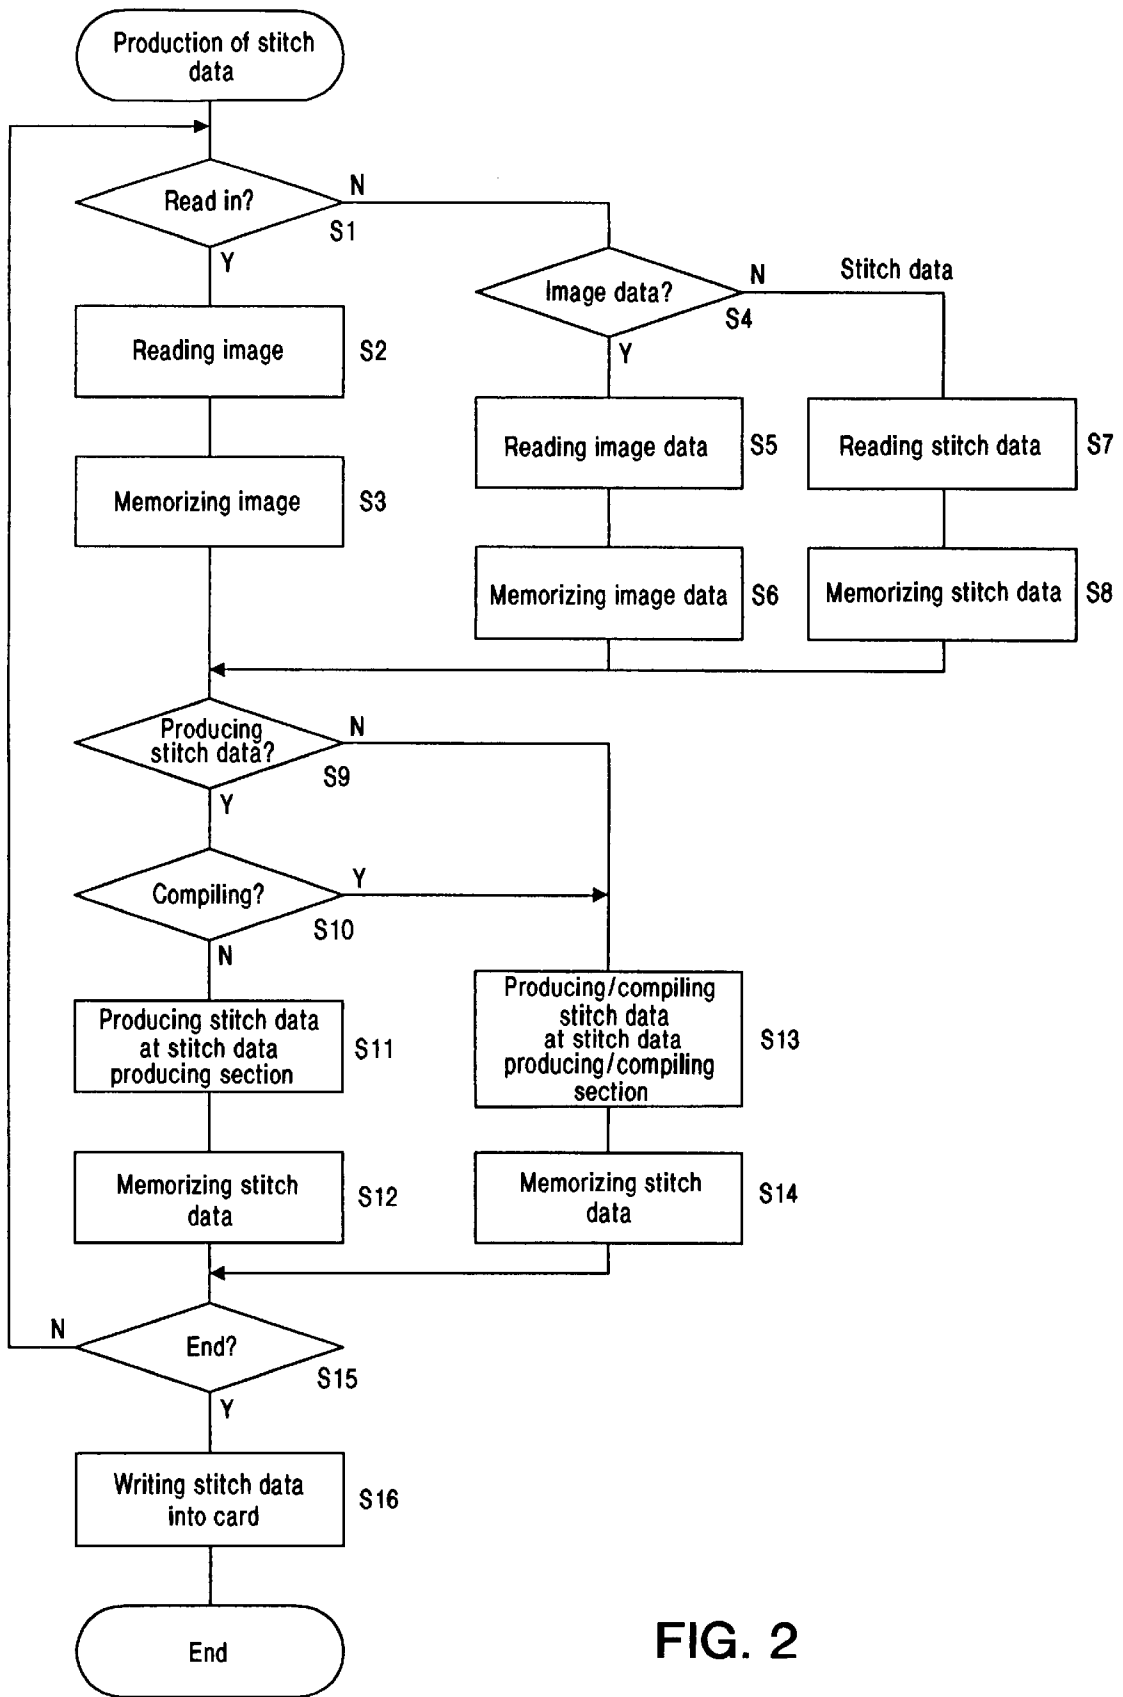 Production of stitch
data
Read in?
N
S1
Y
Image data?
N
Stitch data
S4
Y
Reading image
S2
Reading image data
S5
Reading stitch data
S7
Memorizing image
S3
Memorizing image data
S6
Memorizing stitch data
S8
Producing
stitch data?
N
S9
Y
Compiling?
Y
S10
N
Producing stitch data
at stitch data
producing section
S11
Producing/compiling
stitch data
at stitch data
producing/compiling
section
S13
Memorizing stitch
data
S12
Memorizing stitch
data
S14
End?
N
S15
Y
Writing stitch data
into card
S16
End
FIG. 2